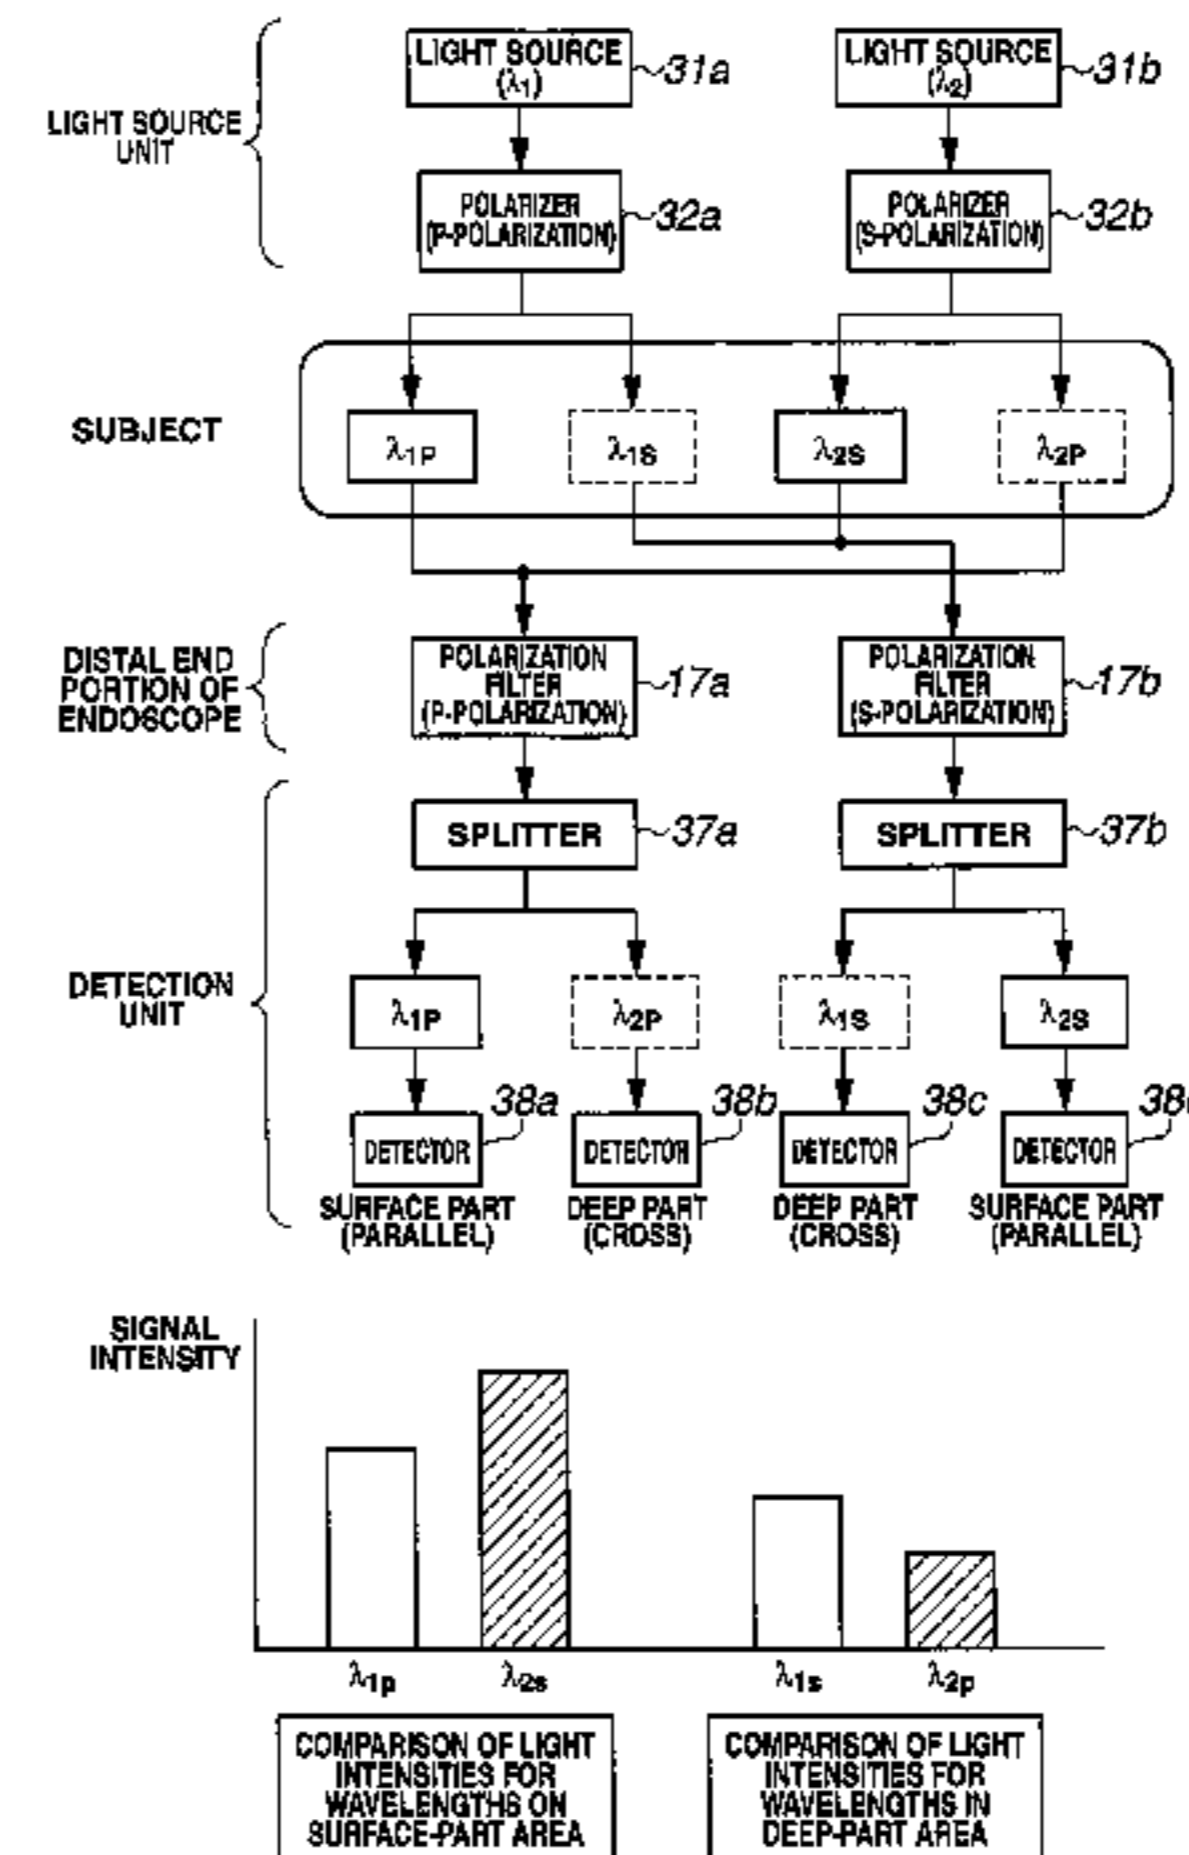 LIGHT SOURCE
(λ1)
31a
LIGHT SOURCE
(λ2)
31b
LIGHT SOURCE
UNIT
POLARIZER
(P-POLARIZATION)
32a
POLARIZER
(S-POLARIZATION)
32b
SUBJECT
λ1P
λ1S
λ2S
λ2P
DISTAL END
PORTION OF
ENDOSCOPE
POLARIZATION
FILTER
(P-POLARIZATION)
17a
POLARIZATION
FILTER
(S-POLARIZATION)
17b
SPLITTER
37a
SPLITTER
37b
DETECTION
UNIT
λ1P
λ2P
λ1S
λ2S
38a
38b
38c
DETECTOR
DETECTOR
DETECTOR
DETECTOR
SURFACE PART
(PARALLEL)
DEEP PART
(CROSS)
DEEP PART
(CROSS)
SURFACE PART
(PARALLEL)
SIGNAL
INTENSITY
λ1p
λ2s
λ1s
λ2p
COMPARISON OF LIGHT
INTENSITIES FOR
WAVELENGTHS ON
SURFACE-PART AREA
COMPARISON OF LIGHT
INTENSITIES FOR
WAVELENGTHS IN
DEEP-PART AREA